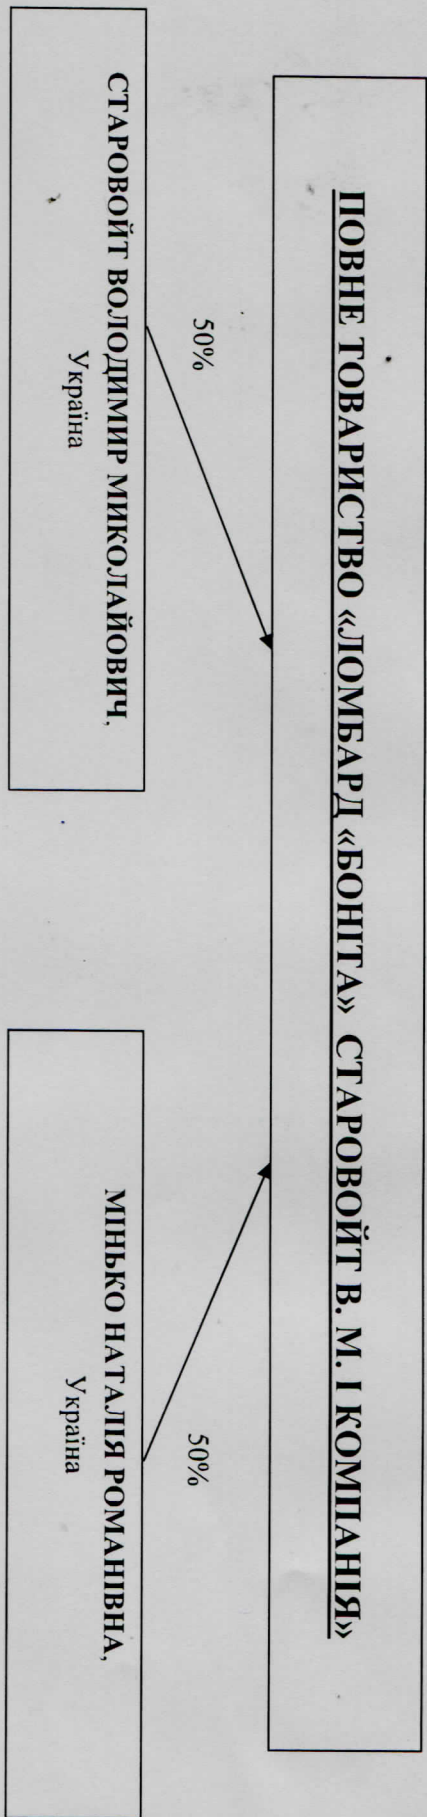 ПОВНЕ ТОВАРИСТВО «ЛОМБАРД «БОНІТА» СТАРОВОЙТ В. М. І КОМПАНІЯ»
50%
50%
СТАРОВОЙТ ВОЛОДИМИР МИКОЛАЙОВИЧ,
Україна
МІНЬКО НАТАЛІЯ РОМАНІВНА,
Україна